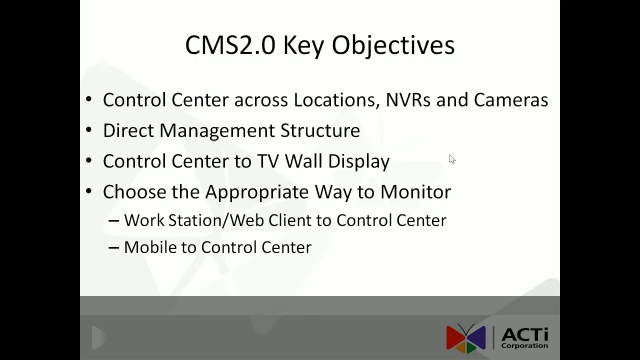 CMS2.0 Key Objectives
• Control Center across Locations, NVRs and Cameras
• Direct Management Structure
• Control Center to TV Wall Display
• Choose the Appropriate Way to Monitor
– Work Station/Web Client to Control Center
– Mobile to Control Center
ACTi
Corporation